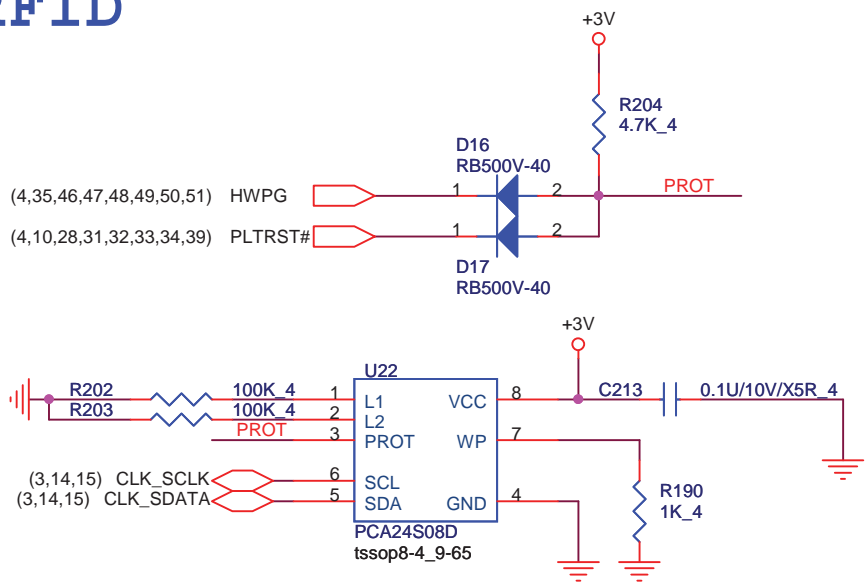 +3V
R204
4.7K_4
D16
RB500V-40
(4,35,46,47,48,49,50,51) HWPG 1 2 PROT
(4,10,28,31,32,33,34,39) PLTRST# 1 2
D17
RB500V-40
+3V
U22
R202 100K_4 1 L1 VCC 8 C213 0.1U/10V/X5R_4
R203 100K_4 2 L2
PROT 3 PROT WP 7
(3,14,15) CLK_SCLK 6 SCL
(3,14,15) CLK_SDATA 5 SDA GND 4
R190
1K_4
PCA24S08D
tssop8-4_9-65